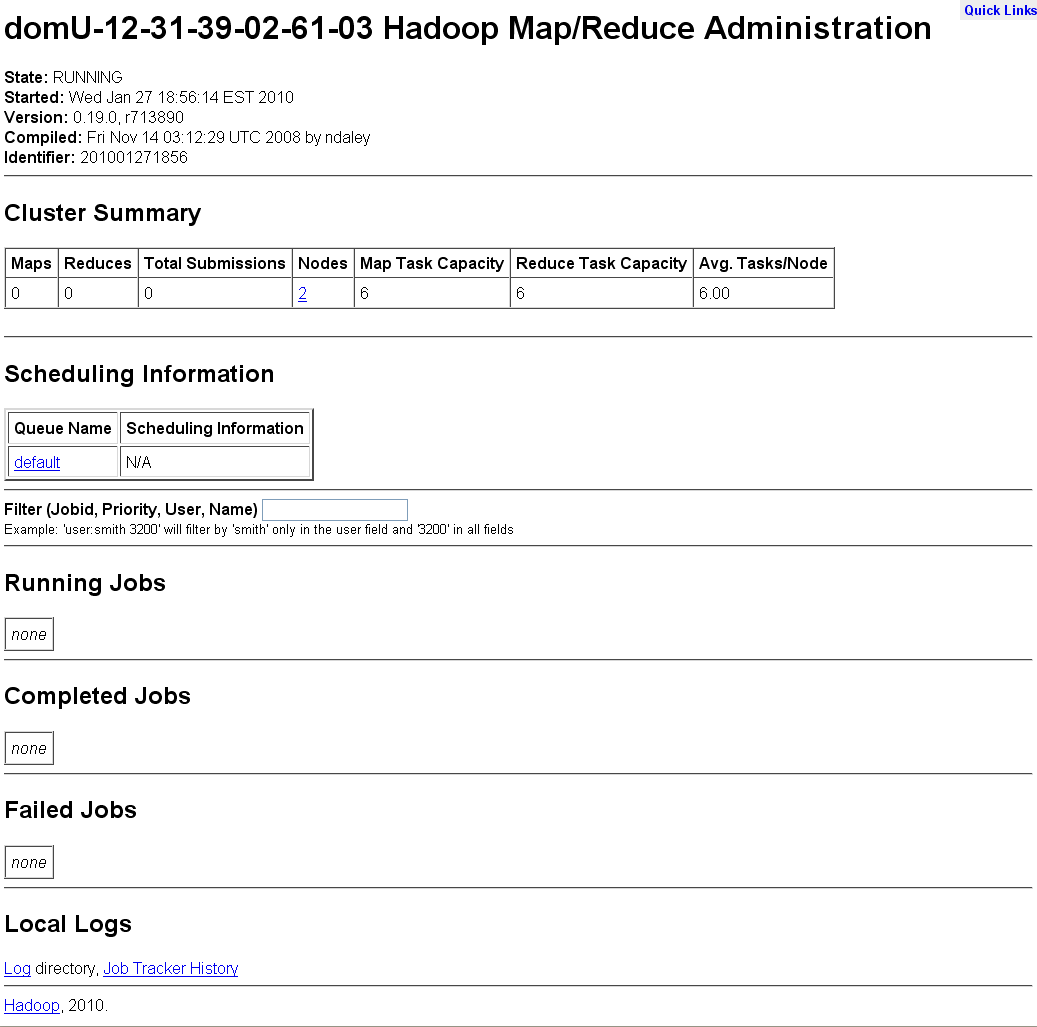 Quick Links
domU-12-31-39-02-61-03 Hadoop Map/Reduce Administration
State: RUNNING
Started: Wed Jan 27 18:56:14 EST 2010
Version: 0.19.0, r713890
Compiled: Fri Nov 14 03:12:29 UTC 2008 by ndaley
Identifier: 201001271856
Cluster Summary
Maps Reduces Total Submissions Nodes Map Task Capacity Reduce Task Capacity Avg. Tasks/Node
0 0 0 2 6 6 6.00
Scheduling Information
Queue Name Scheduling Information
default N/A
Filter (Jobid, Priority, User, Name)
Example: 'user:smith 3200' will filter by 'smith' only in the user field and '3200' in all fields
Running Jobs
none
Completed Jobs
none
Failed Jobs
none
Local Logs
Log directory, Job Tracker History
Hadoop, 2010.